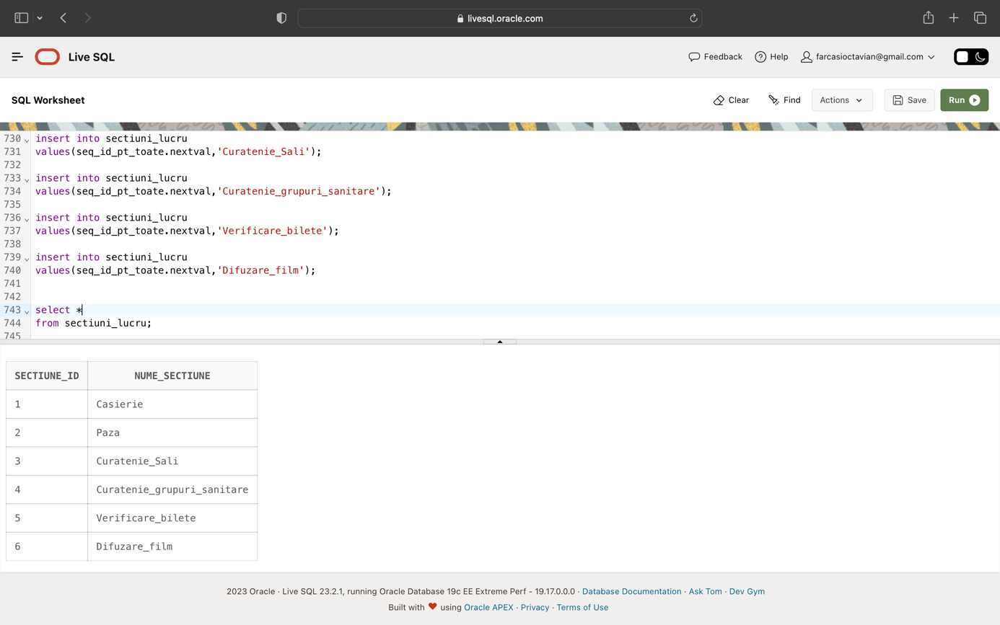 livesql.oracle.com
Live SQL
Feedback
Help
farcasioctavian@gmail.com
SQL Worksheet
Clear
Find
Actions
Save
Run
730 insert into sectiuni_lucru
731 values(seq_id_pt_toate.nextval,'Curatenie_Sali');
732
733 insert into sectiuni_lucru
734 values(seq_id_pt_toate.nextval,'Curatenie_grupuri_sanitare');
735
736 insert into sectiuni_lucru
737 values(seq_id_pt_toate.nextval,'Verificare_bilete');
738
739 insert into sectiuni_lucru
740 values(seq_id_pt_toate.nextval,'Difuzare_film');
741
742
743 select *
744 from sectiuni_lucru;
745
SECTIUNE_ID NUME_SECTIUNE
1 Casierie
2 Paza
3 Curatenie_Sali
4 Curatenie_grupuri_sanitare
5 Verificare_bilete
6 Difuzare_film
2023 Oracle · Live SQL 23.2.1, running Oracle Database 19c EE Extreme Perf - 19.17.0.0.0 · Database Documentation · Ask Tom · Dev Gym
Built with ❤ using Oracle APEX · Privacy · Terms of Use